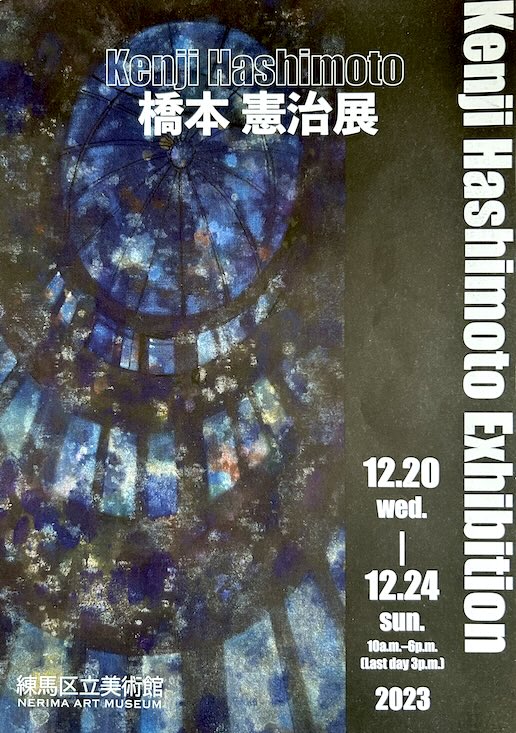 Kenji Hashimoto
橋本 憲治展
Kenji Hashimoto Exhibition
12.20
wed.
|
12.24
sun.
10a.m.–6p.m.
(Last day 3p.m.)
2023
練馬区立美術館
NERIMA ART MUSEUM